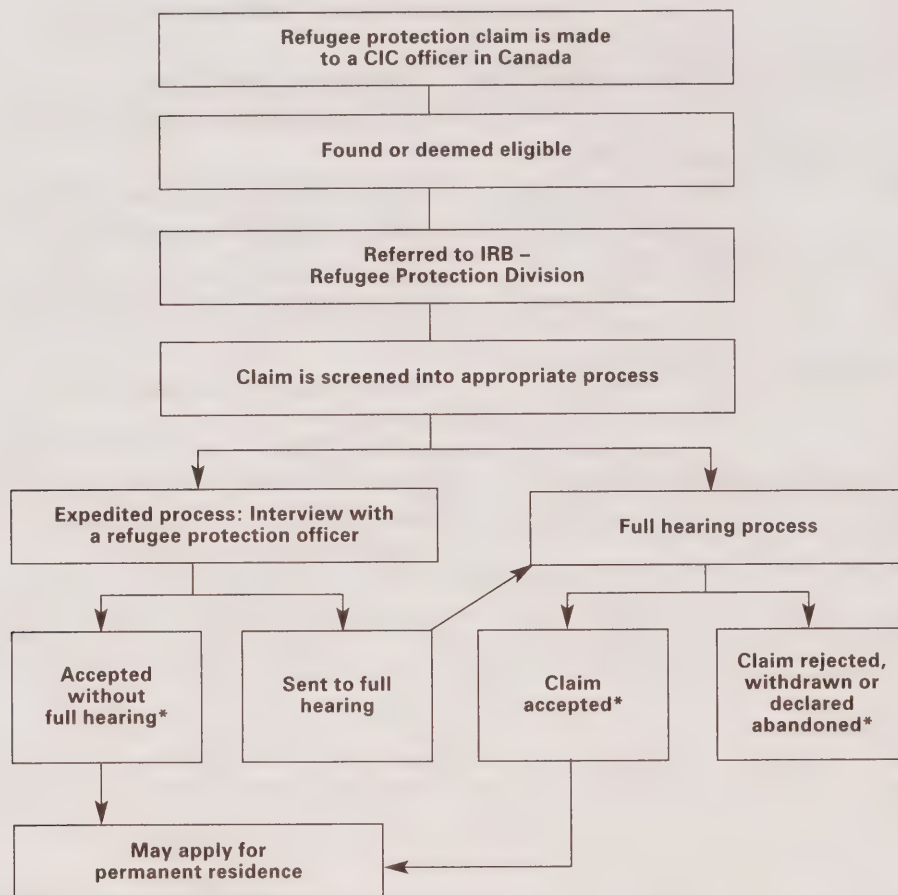 Refugee protection claim is made
to a CIC officer in Canada
Found or deemed eligible
Referred to IRB –
Refugee Protection Division
Claim is screened into appropriate process
Expedited process: Interview with
a refugee protection officer
Full hearing process
Accepted
without
full hearing*
Sent to full
hearing
Claim
accepted*
Claim rejected,
withdrawn or
declared
abandoned*
May apply for
permanent residence